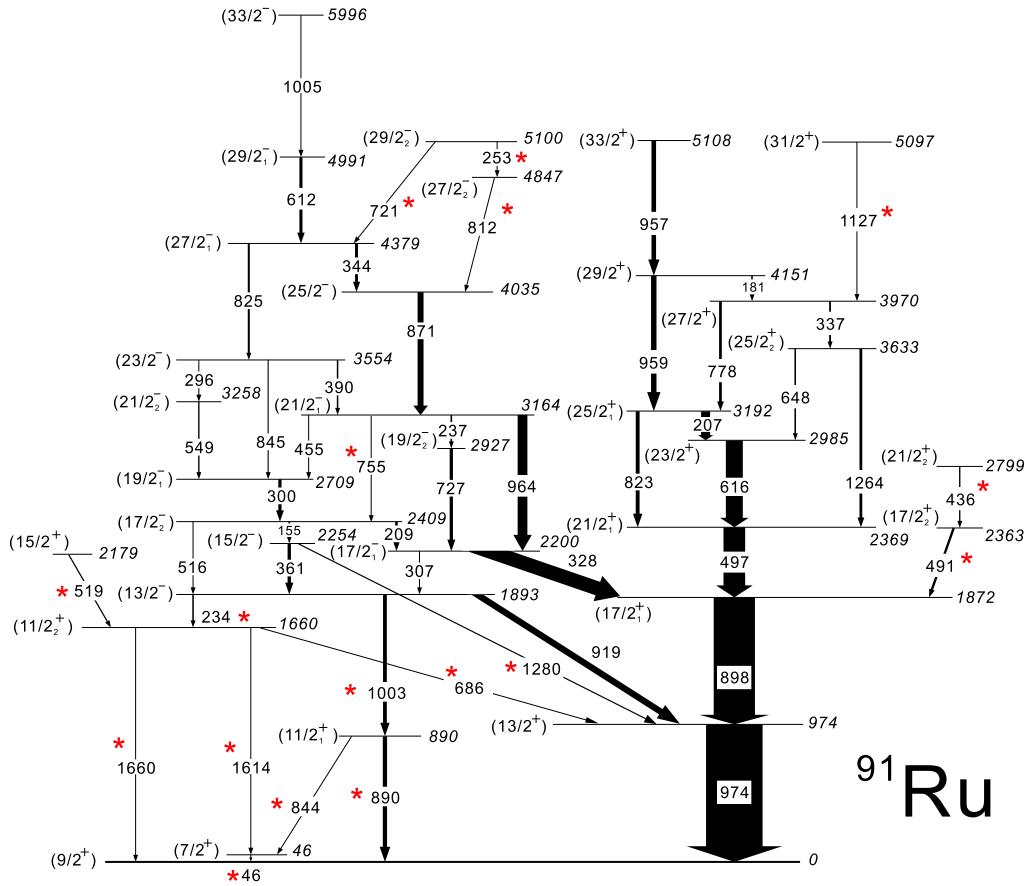 (33/2⁻) 5996
1005
(29/2₂⁻) 5100 (33/2⁺) 5108 (31/2⁺) 5097
(29/2₁⁻) 4991 253 *
(27/2₂⁻) 4847
612 721 * 812 * 957 1127 *
(27/2₁⁻) 4379
344 (29/2⁺) 4151
(25/2⁻) 4035 181
825 (27/2⁺) 3970
871 337
(25/2₂⁺) 3633
(23/2⁻) 3554 959 778
296 390 648
(21/2₂⁻) 3258
(21/2₁⁻) 3164 (25/2₁⁺) 3192
237 207
(19/2₂⁻) 2927 (23/2⁺) 2985
549 845 455 * 755 (21/2₂⁺) 2799
(19/2₁⁻) 2709 727 964 823 616 1264 436 *
300
(17/2₂⁻) 2409 (21/2₁⁺) 2369 (17/2₂⁺) 2363
155 209
(15/2⁻) 2254
(15/2⁺) 2179 (17/2₁⁻) 2200
516 361 307 328 497 491 *
* 519 (13/2⁻) 1893 (17/2₁⁺) 1872
234 *
(11/2₂⁺) 1660
919
* 686 * 1280 898
* 1003
(13/2⁺) 974
(11/2₁⁺) 890
* 1660 * 1614 * 844 * 890 974 ⁹¹Ru
(7/2⁺) 46
(9/2⁺) 0
* 46